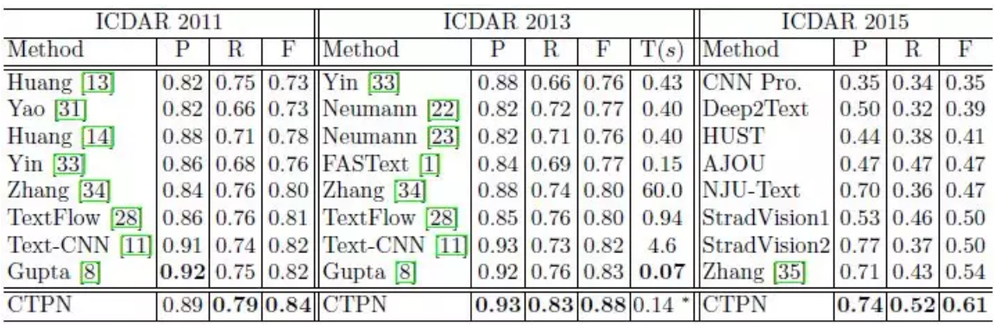 ICDAR 2011 ICDAR 2013 ICDAR 2015
Method P R F Method P R F T(s) Method P R F
Huang [13] 0.82 0.75 0.73 Yin [33] 0.88 0.66 0.76 0.43 CNN Pro. 0.35 0.34 0.35
Yao [31] 0.82 0.66 0.73 Neumann [22] 0.82 0.72 0.77 0.40 Deep2Text 0.50 0.32 0.39
Huang [14] 0.88 0.71 0.78 Neumann [23] 0.82 0.71 0.76 0.40 HUST 0.44 0.38 0.41
Yin [33] 0.86 0.68 0.76 FASText [1] 0.84 0.69 0.77 0.15 AJOU 0.47 0.47 0.47
Zhang [34] 0.84 0.76 0.80 Zhang [34] 0.88 0.74 0.80 60.0 NJU-Text 0.70 0.36 0.47
TextFlow [28] 0.86 0.76 0.81 TextFlow [28] 0.85 0.76 0.80 0.94 StradVision1 0.53 0.46 0.50
Text-CNN [11] 0.91 0.74 0.82 Text-CNN [11] 0.93 0.73 0.82 4.6 StradVision2 0.77 0.37 0.50
Gupta [8] 0.92 0.75 0.82 Gupta [8] 0.92 0.76 0.83 0.07 Zhang [35] 0.71 0.43 0.54
CTPN 0.89 0.79 0.84 CTPN 0.93 0.83 0.88 0.14 * CTPN 0.74 0.52 0.61